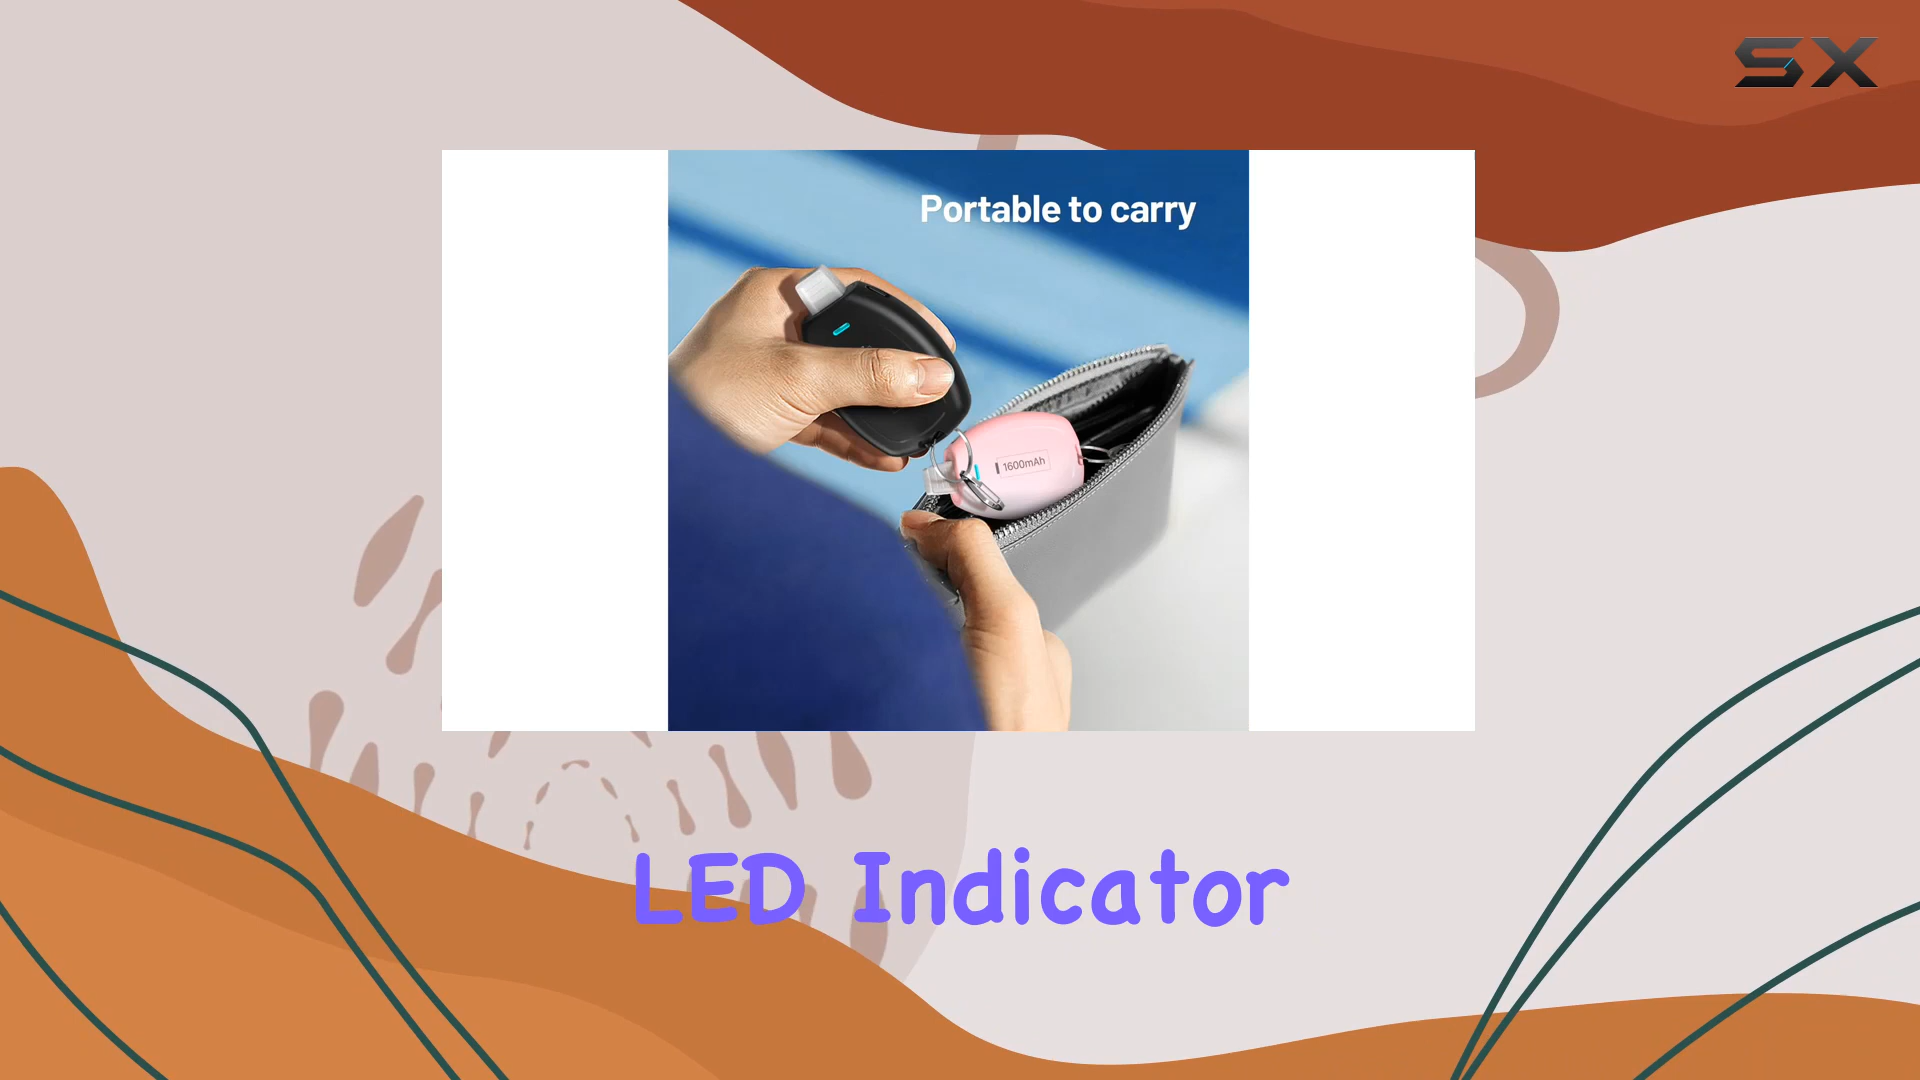 SX
Portable to carry
1600mAh
LED Indicator